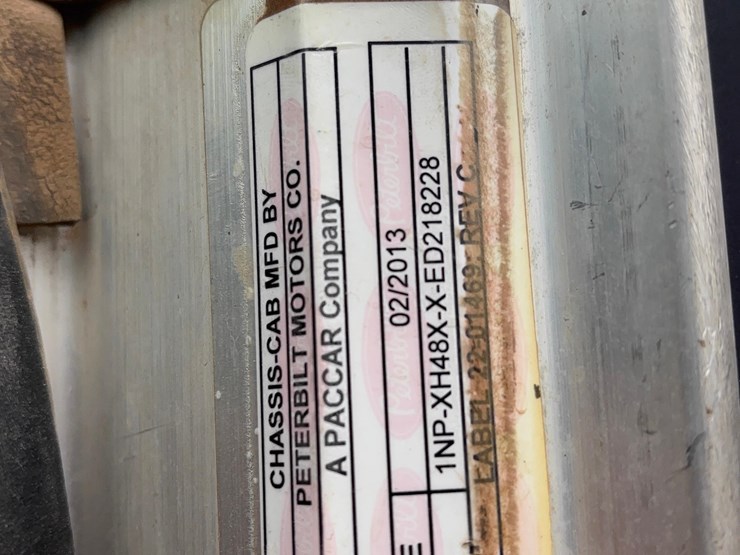 CHASSIS-CAB MFD BY
PETERBILT MOTORS CO.
A PACCAR Company
02/2013
1NP-XH48X-X-ED218228
LABEL 22-01469 REV C